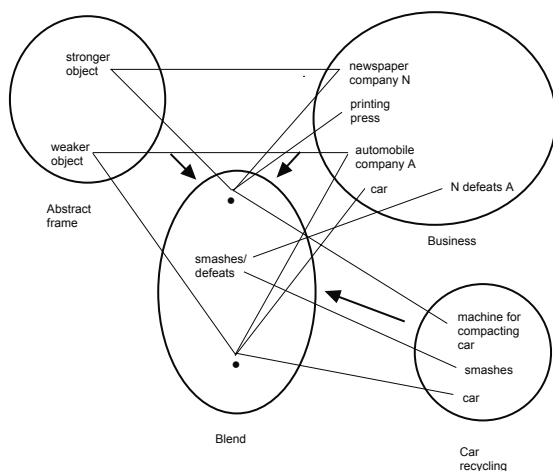 stronger
object
newspaper
company N
printing
press
weaker
object
automobile
company A
car
N defeats A
Abstract
frame
Business
smashes/
defeats
machine for
compacting
car
smashes
car
Blend
Car
recycling